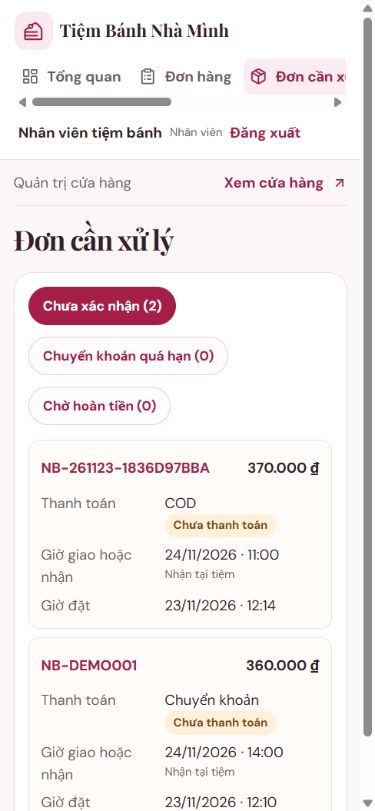 Tiệm Bánh Nhà Mình
Tổng quan Đơn hàng Đơn cần
Nhân viên tiệm bánh Nhân viên Đăng xuất
Quản trị cửa hàng Xem cửa hàng
Đơn cần xử lý
Chưa xác nhận (2)
Chuyển khoản quá hạn (0)
Chờ hoàn tiền (0)
NB-261123-1836D97BBA 370.000 ₫
Thanh toán COD
Chưa thanh toán
Giờ giao hoặc 24/11/2026 · 11:00
nhận Nhận tại tiệm
Giờ đặt 23/11/2026 · 12:14
NB-DEMO001 360.000 ₫
Thanh toán Chuyển khoản
Chưa thanh toán
Giờ giao hoặc 24/11/2026 · 14:00
nhận Nhận tại tiệm
Giờ đặt 23/11/2026 · 12:10